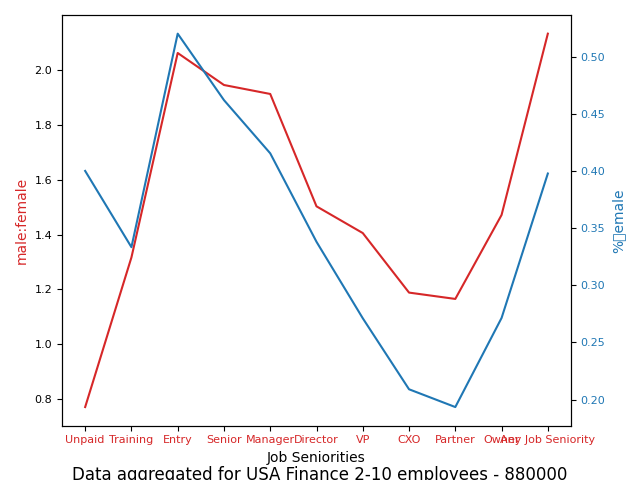 2.0
1.8
1.6
1.4
1.2
1.0
0.8
male:female
0.50
0.45
0.40
0.35
0.30
0.25
0.20
%▯emale
Unpaid Training Entry Senior Manager Director VP CXO Partner Owner Any Job Seniority
Job Seniorities
Data aggregated for USA Finance 2-10 employees - 880000